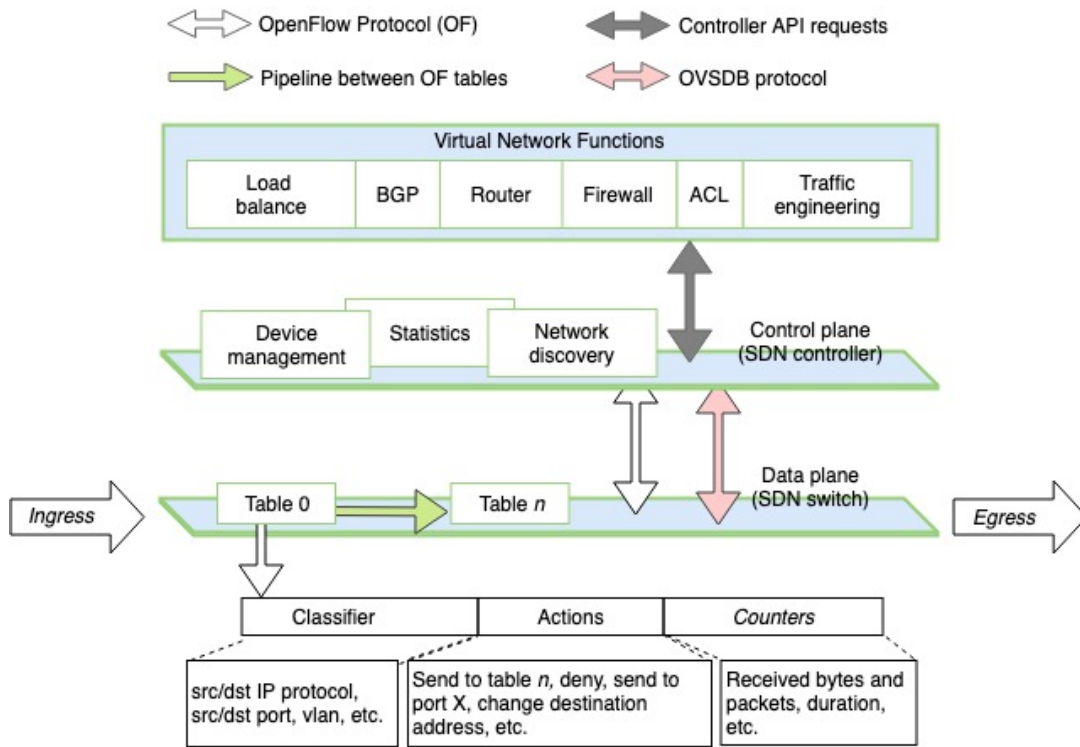 OpenFlow Protocol (OF)
Controller API requests
Pipeline between OF tables
OVSDB protocol
Virtual Network Functions
Load
balance
BGP
Router
Firewall
ACL
Traffic
engineering
Device
management
Statistics
Network
discovery
Control plane
(SDN controller)
Data plane
(SDN switch)
Ingress
Table 0
Table n
Egress
Classifier
Actions
Counters
src/dst IP protocol,
src/dst port, vlan, etc.
Send to table n, deny, send to
port X, change destination
address, etc.
Received bytes and
packets, duration,
etc.